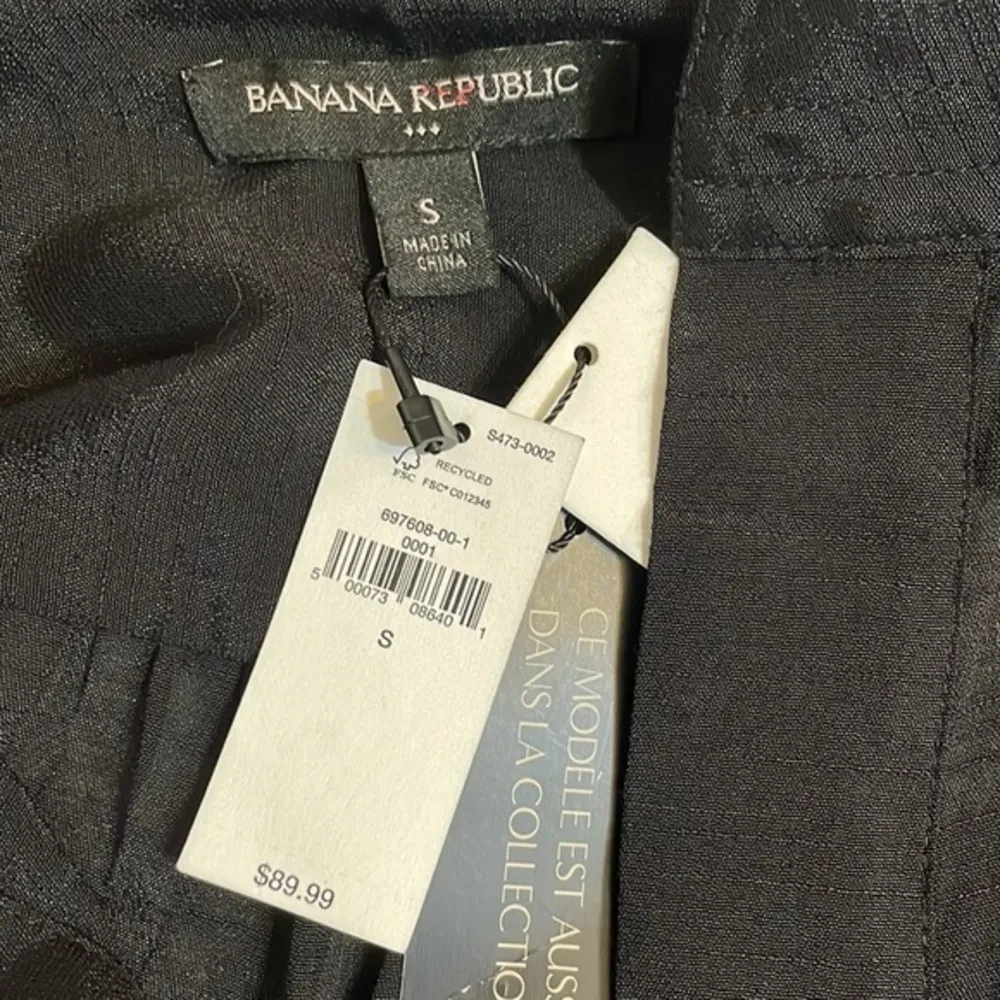 BANANA REPUBLIC
S
MADE IN
CHINA
S473-0002
RECYCLED
FSC FSC® C012345
697608-00-1
0001
5 00073 08640 1
S
$89.99
CE MODÈLE EST AUSS
DANS LA COLLECTIO